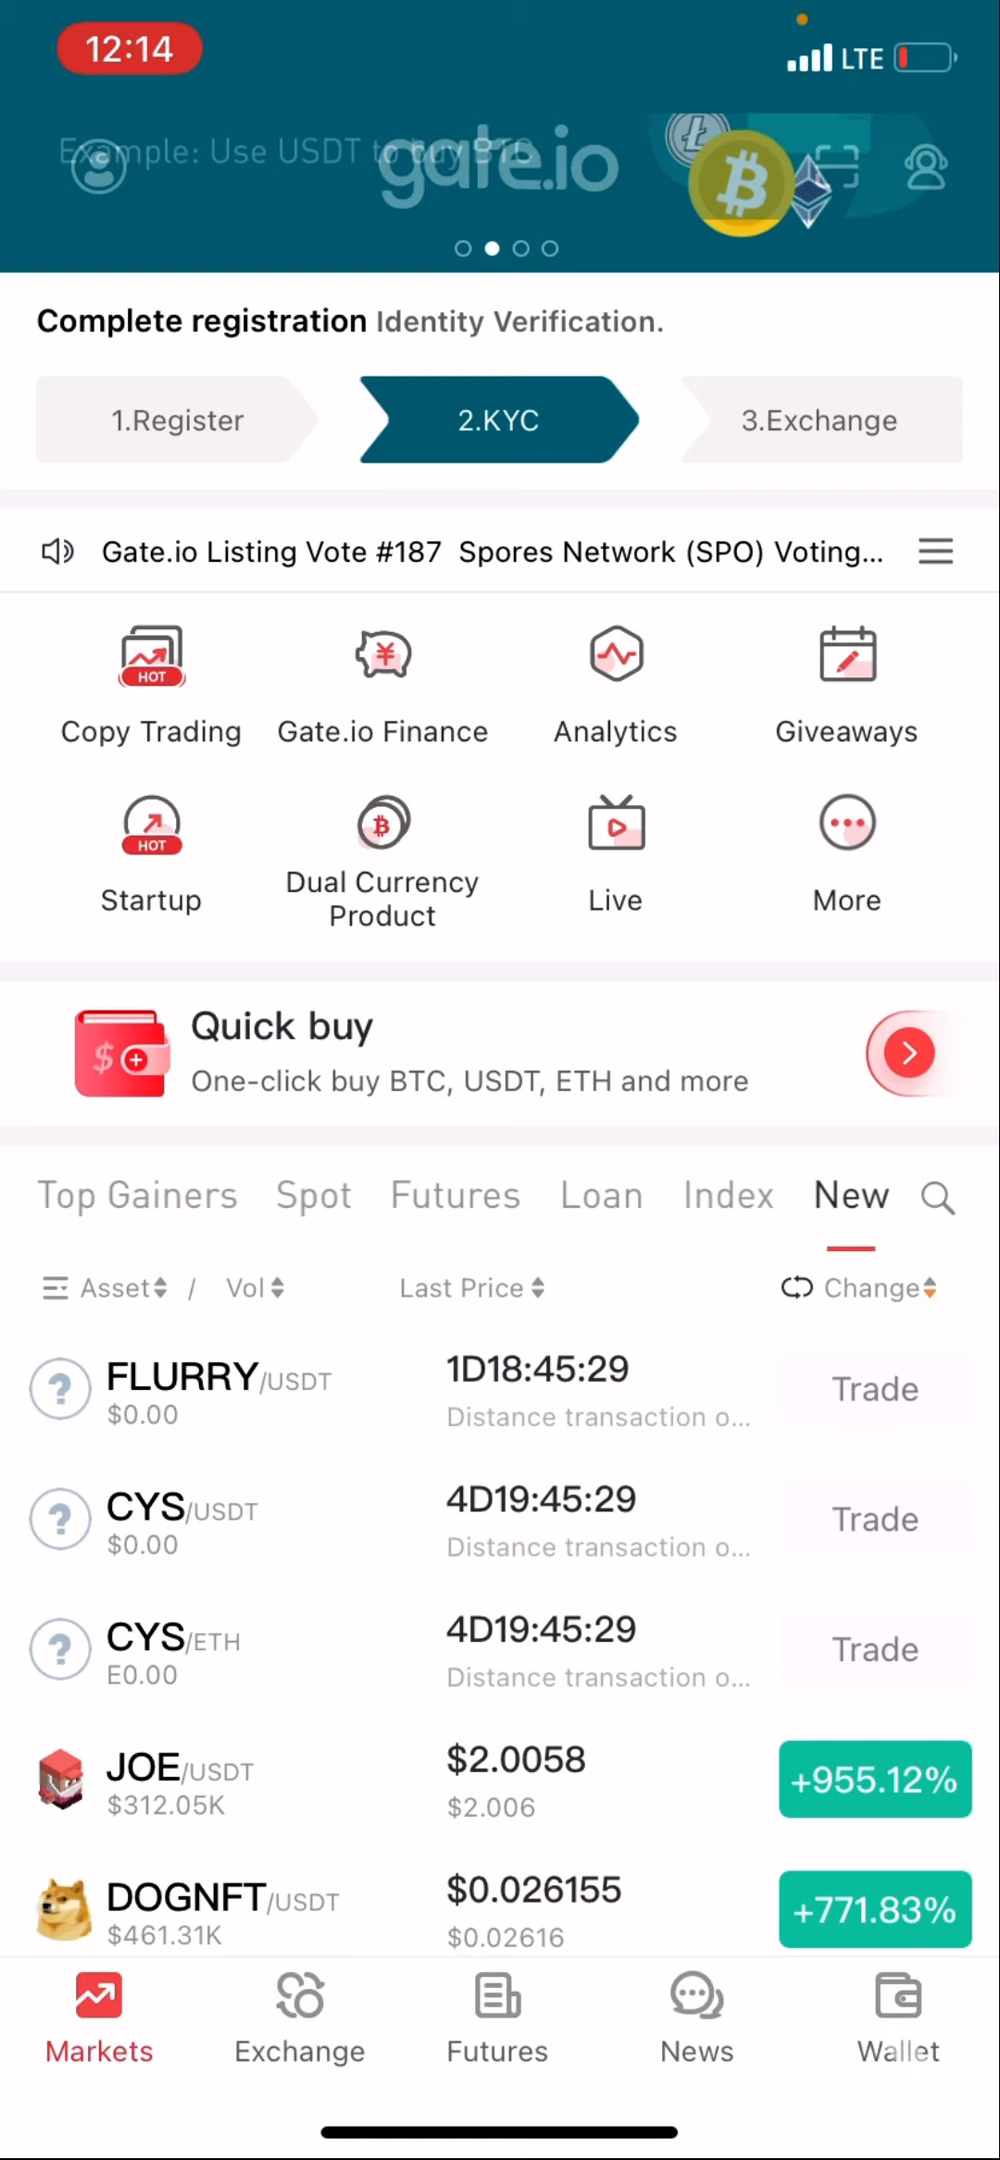 12:14
LTE
Example: Use USDT to buy BTC
gate.io
Complete registration Identity Verification.
1.Register
2.KYC
3.Exchange
Gate.io Listing Vote #187 Spores Network (SPO) Voting...
HOT
Copy Trading
Gate.io Finance
Analytics
Giveaways
HOT
Startup
Dual Currency
Product
Live
More
Quick buy
One-click buy BTC, USDT, ETH and more
Top Gainers Spot Futures Loan Index New
Asset / Vol
Last Price
Change
FLURRY/USDT
$0.00
1D18:45:29
Distance transaction o...
Trade
CYS/USDT
$0.00
4D19:45:29
Distance transaction o...
Trade
CYS/ETH
E0.00
4D19:45:29
Distance transaction o...
Trade
JOE/USDT
$312.05K
$2.0058
$2.006
+955.12%
DOGNFT/USDT
$461.31K
$0.026155
$0.02616
+771.83%
Markets
Exchange
Futures
News
Wallet